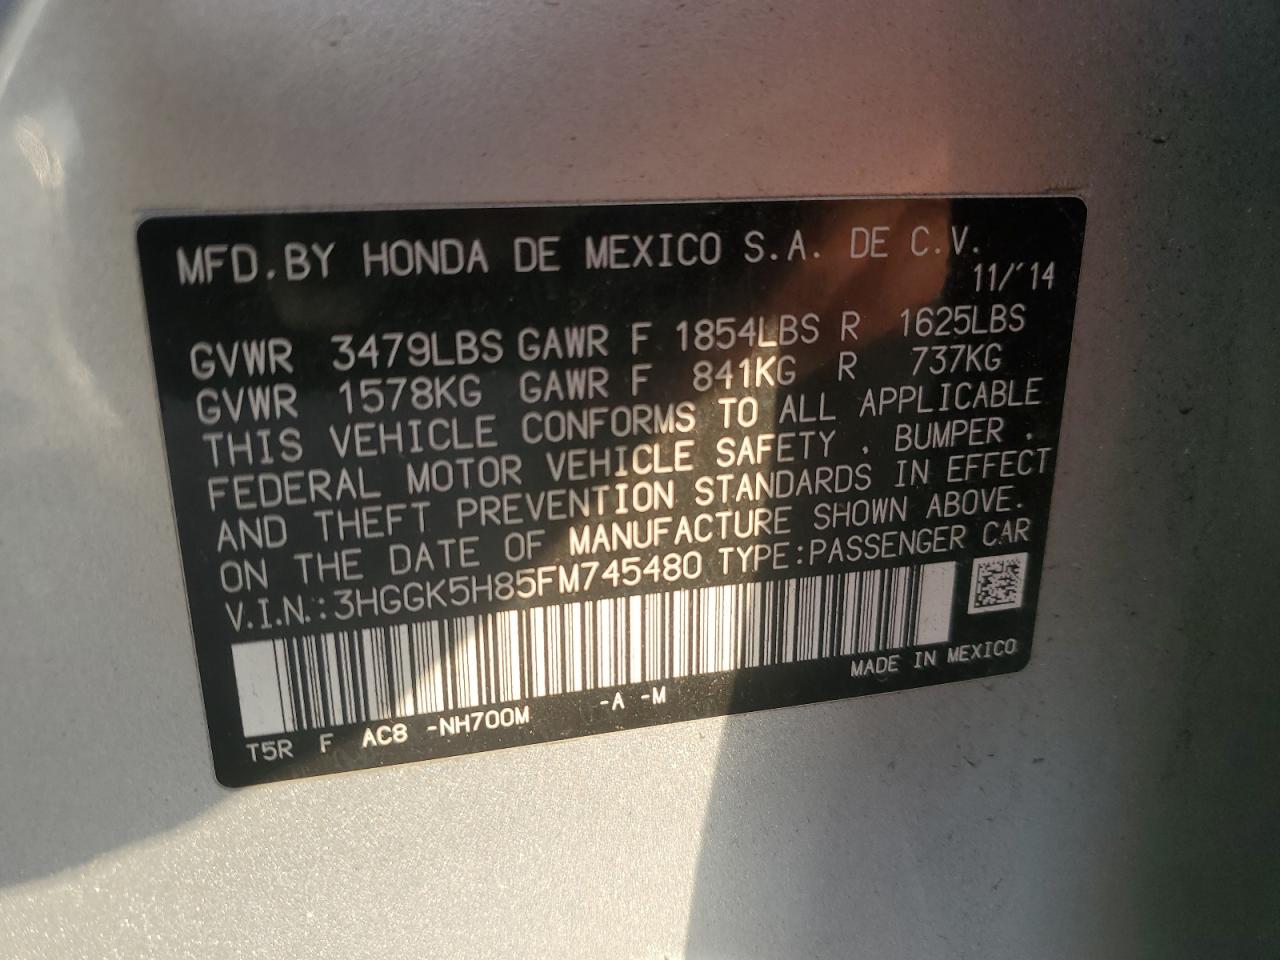 MFD. BY HONDA DE MEXICO S.A. DE C.V.
11/'14
GVWR 3479LBS GAWR F 1854LBS R 1625LBS
GVWR 1578KG GAWR F 841KG R 737KG
THIS VEHICLE CONFORMS TO ALL APPLICABLE
FEDERAL MOTOR VEHICLE SAFETY , BUMPER ,
AND THEFT PREVENTION STANDARDS IN EFFECT
ON THE DATE OF MANUFACTURE SHOWN ABOVE.
V.I.N.:3HGGK5H85FM745480 TYPE:PASSENGER CAR
MADE IN MEXICO
T5R F AC8 -NH700M -A -M